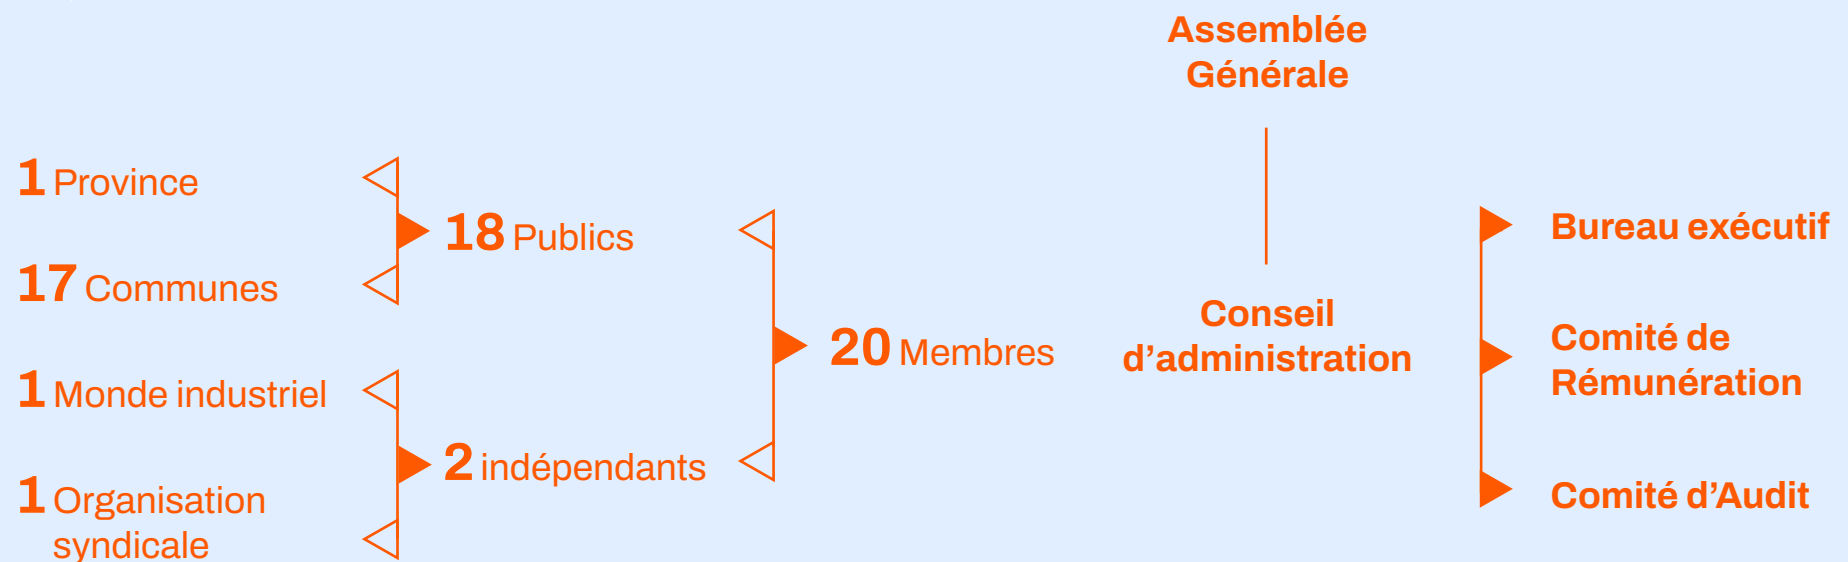 Assemblée
Générale
1 Province
18 Publics
17 Communes
1 Monde industriel
2 indépendants
1 Organisation
syndicale
20 Membres
Conseil
d’administration
Bureau exécutif
Comité de
Rémunération
Comité d’Audit